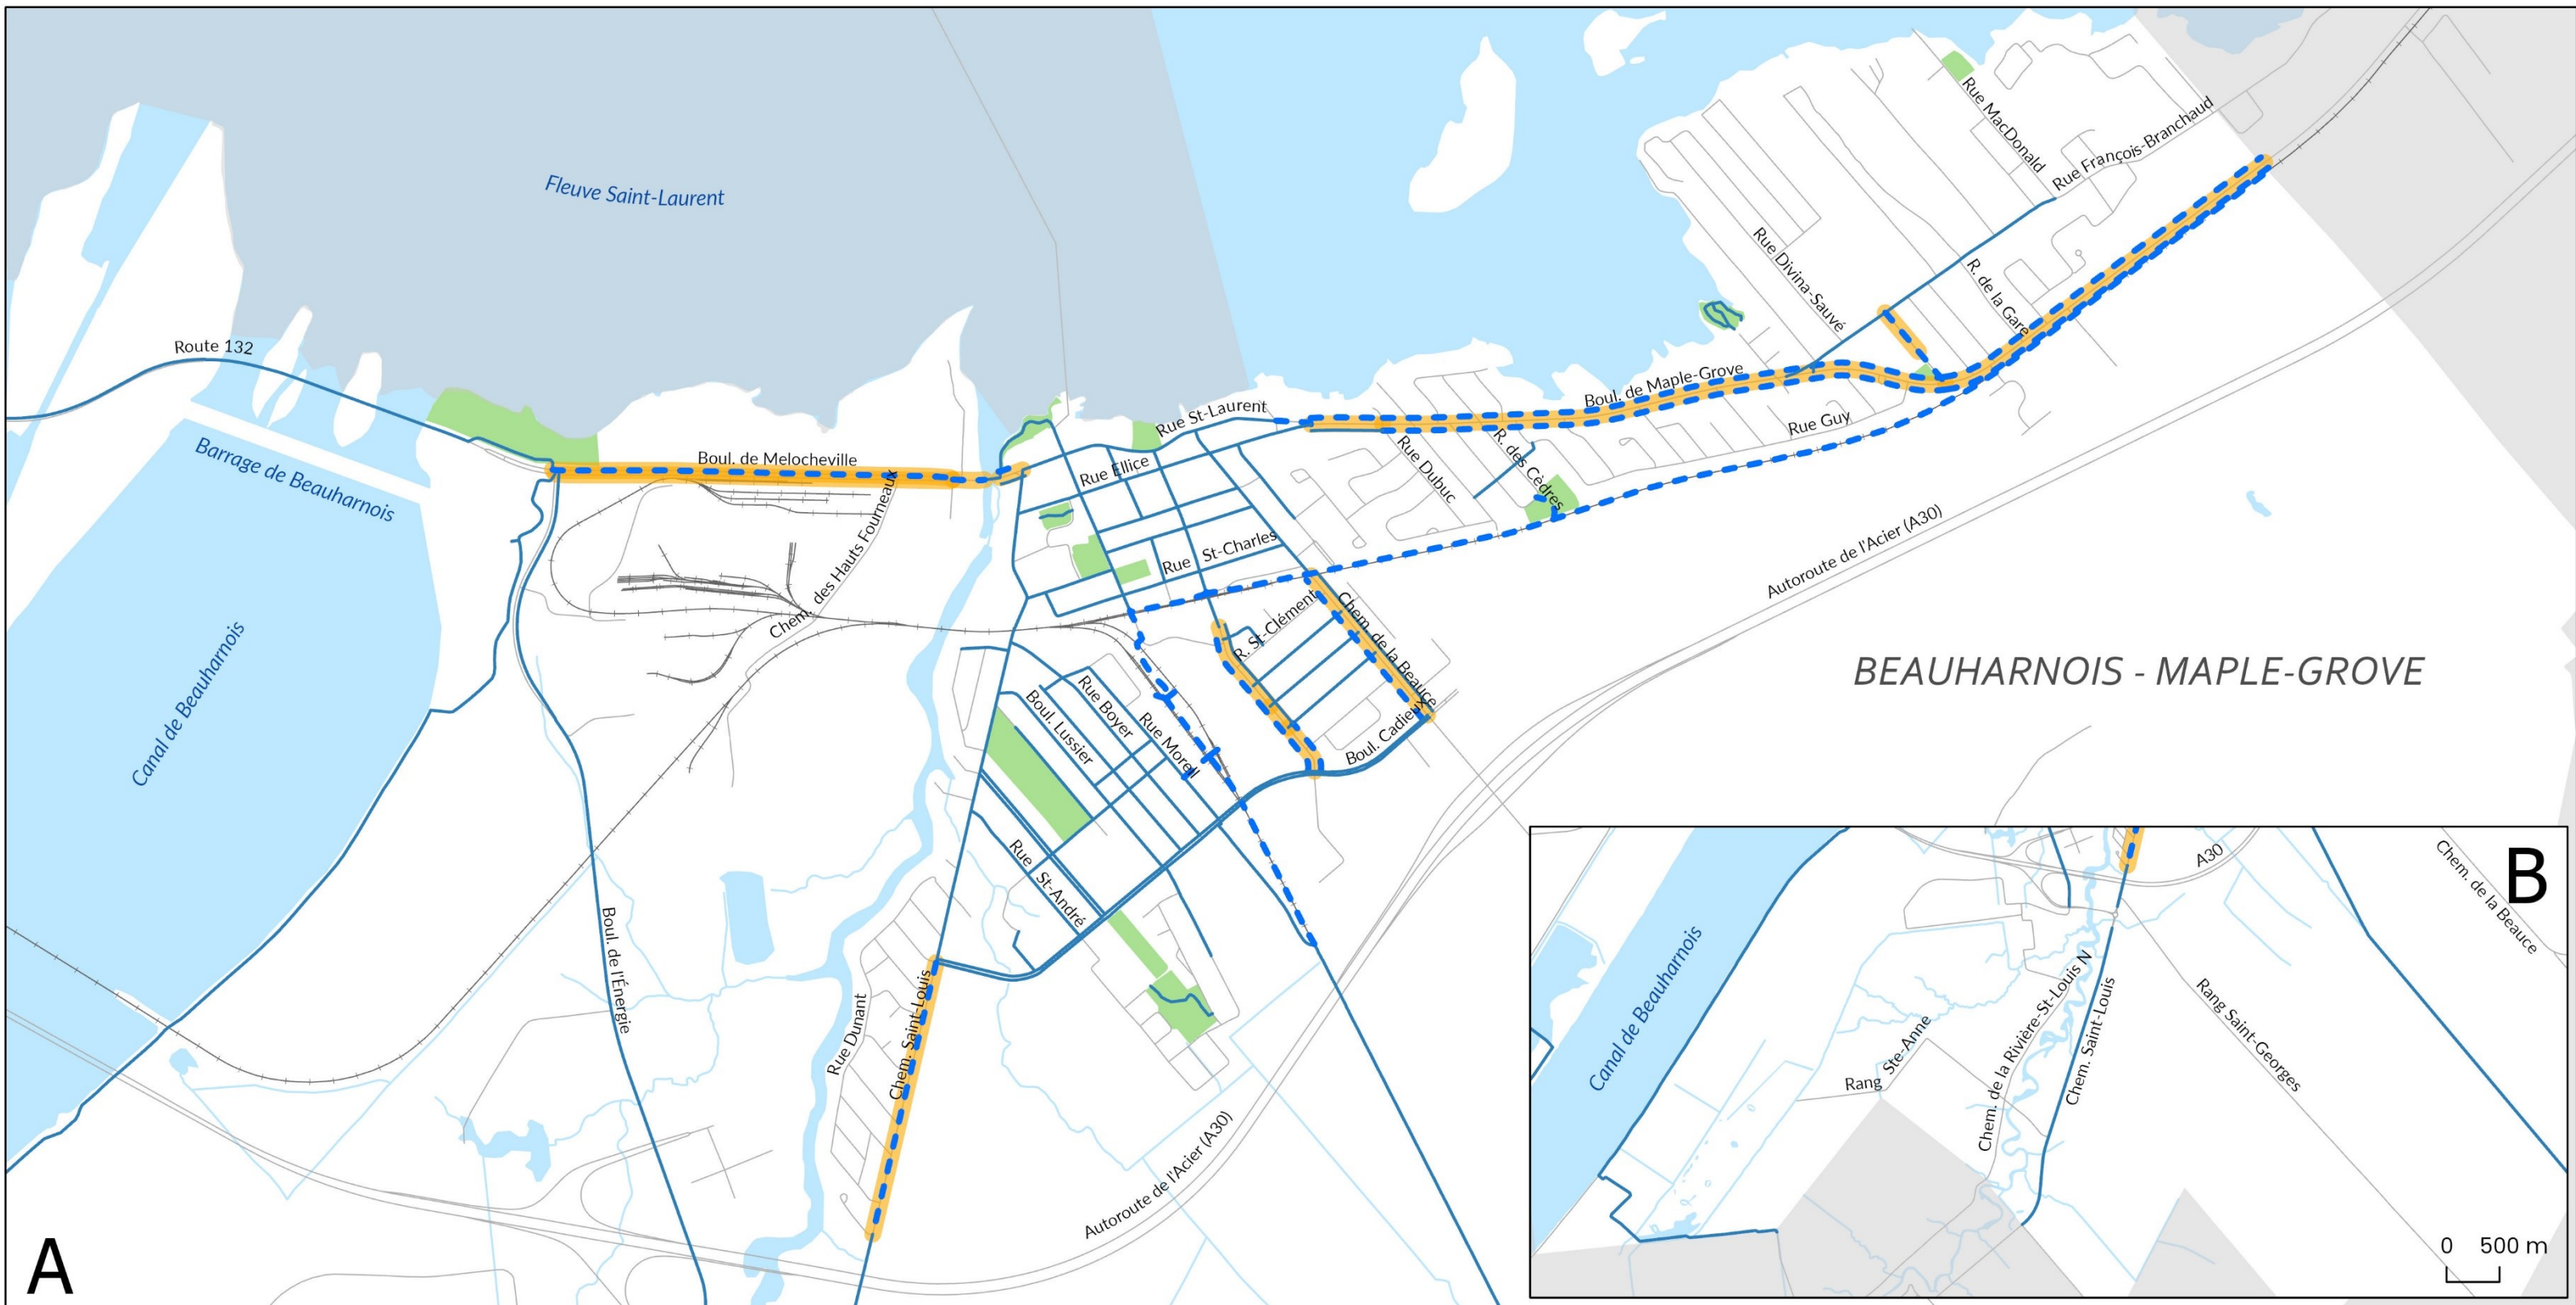 Fleuve Saint-Laurent
Rue MacDonald
Rue François-Branchaud
Rue Divina-Sauvé
R. de la Gare
Route 132
Boul. de Maple-Grove
Rue St-Laurent
Rue Guy
Boul. de Melocheville
Rue Ellice
Rue Dubuc
R. des Cèdres
Barrage de Beauharnois
Chem. des Hauts Fourneaux
Rue St-Charles
Autoroute de l'Acier (A30)
R. St-Clément
Chem. de la Beauce
Canal de Beauharnois
BEAUHARNOIS - MAPLE-GROVE
Rue Boyer
Boul. Lussier
Rue Morell
Boul. Cadieux
Rue St-André
Boul. de l'Énergie
Rue Dunant
Chem. Saint-Louis
Autoroute de l'Acier (A30)
A
B
A30
Chem. de la Beauce
Canal de Beauharnois
Chem. de la Rivière-St-Louis N
Chem. Saint-Louis
Rang Saint-Georges
Rang Ste-Anne
0 500 m